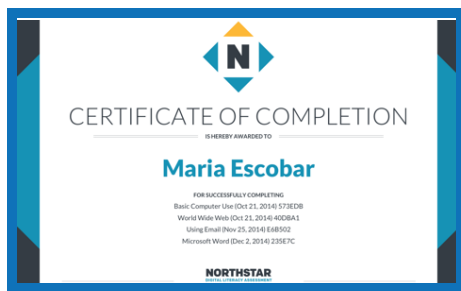 N
CERTIFICATE OF COMPLETION
IS HEREBY AWARDED TO
Maria Escobar
FOR SUCCESSFULLY COMPLETING
Basic Computer Use (Oct 21, 2014) 573EDB
World Wide Web (Oct 21, 2014) 40DBA1
Using Email (Nov 25, 2014) E6B502
Microsoft Word (Dec 2, 2014) 235E7C
NORTHSTAR
DIGITAL LITERACY ASSESSMENT